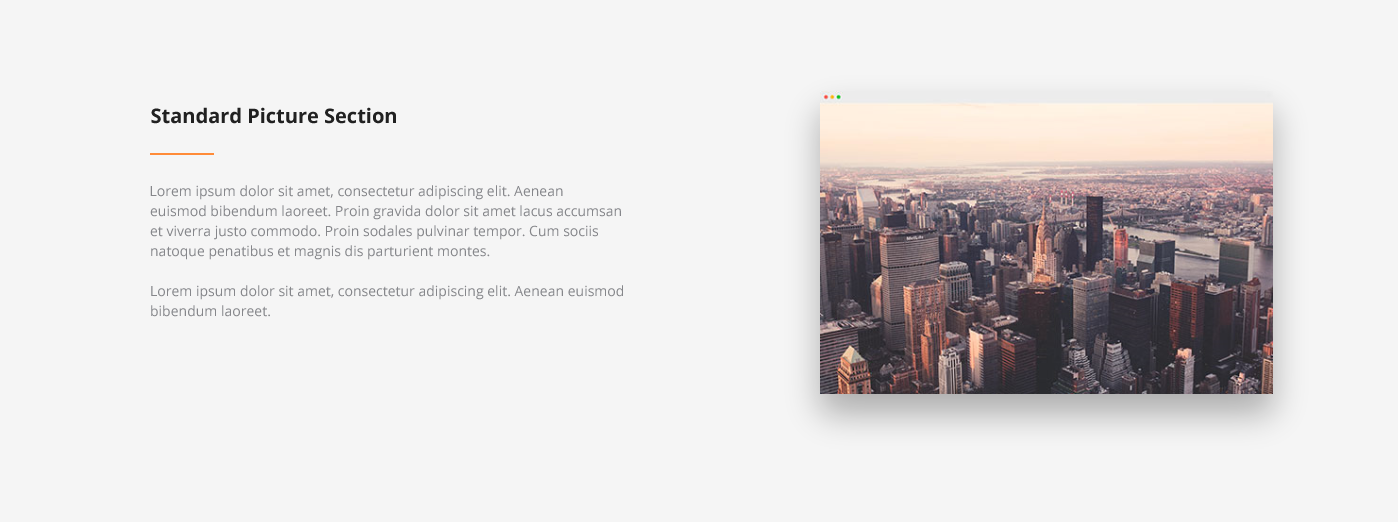 Standard Picture Section
Lorem ipsum dolor sit amet, consectetur adipiscing elit. Aenean
euismod bibendum laoreet. Proin gravida dolor sit amet lacus accumsan
et viverra justo commodo. Proin sodales pulvinar tempor. Cum sociis
natoque penatibus et magnis dis parturient montes.
Lorem ipsum dolor sit amet, consectetur adipiscing elit. Aenean euismod
bibendum laoreet.
MetLife